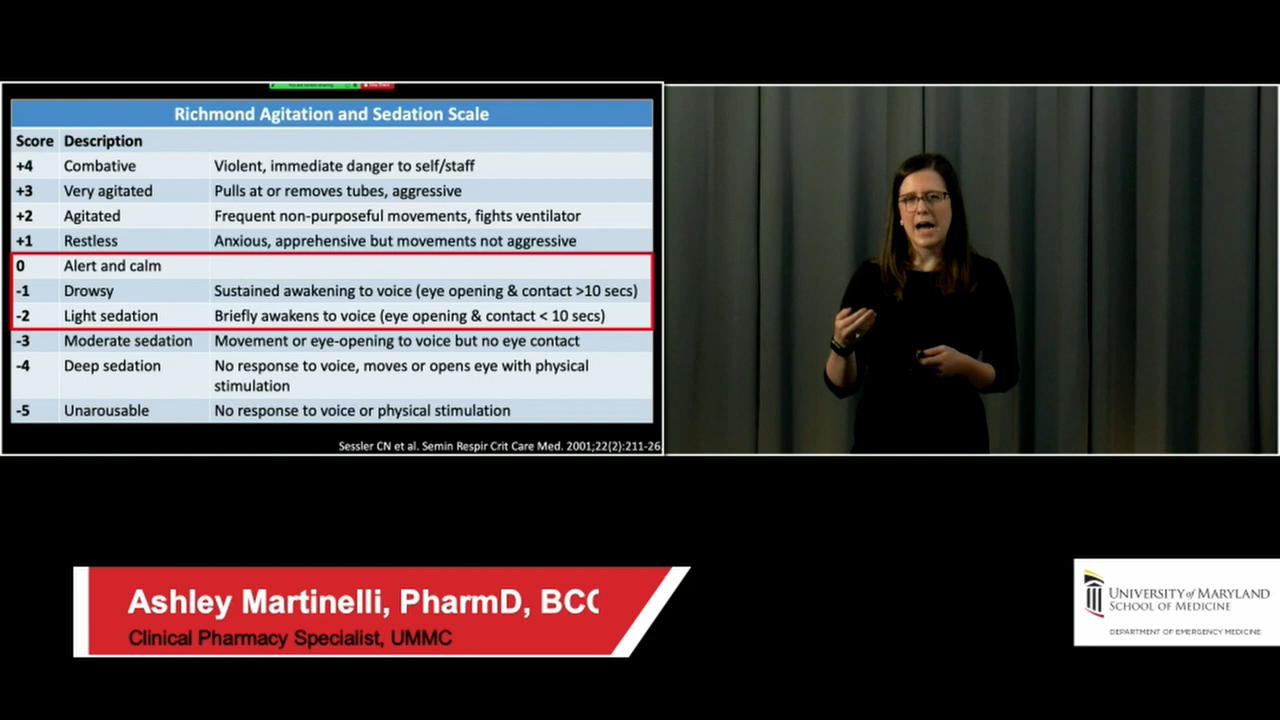 Richmond Agitation and Sedation Scale
Score Description
+4 Combative Violent, immediate danger to self/staff
+3 Very agitated Pulls at or removes tubes, aggressive
+2 Agitated Frequent non-purposeful movements, fights ventilator
+1 Restless Anxious, apprehensive but movements not aggressive
0 Alert and calm
-1 Drowsy Sustained awakening to voice (eye opening & contact >10 secs)
-2 Light sedation Briefly awakens to voice (eye opening & contact < 10 secs)
-3 Moderate sedation Movement or eye-opening to voice but no eye contact
-4 Deep sedation No response to voice, moves or opens eye with physical
stimulation
-5 Unarousable No response to voice or physical stimulation
Sessler CN et al. Semin Respir Crit Care Med. 2001;22(2):211-26
Ashley Martinelli, PharmD, BCC
Clinical Pharmacy Specialist, UMMC
UNIVERSITY of MARYLAND
SCHOOL OF MEDICINE
DEPARTMENT OF EMERGENCY MEDICINE